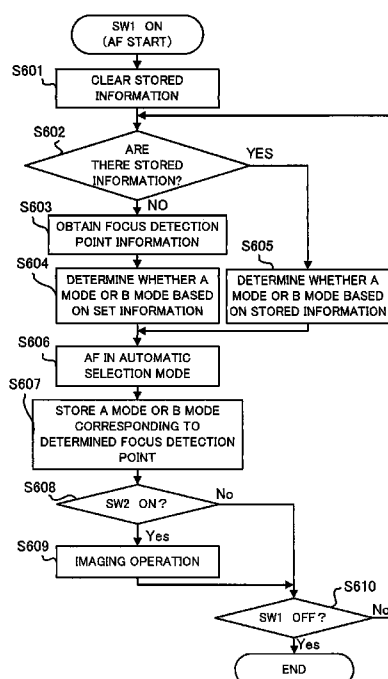 SW1 ON
(AF START)
S601
CLEAR STORED
INFORMATION
S602
ARE
THERE STORED
INFORMATION?
YES
NO
S603
OBTAIN FOCUS DETECTION
POINT INFORMATION
S604
DETERMINE WHETHER A
MODE OR B MODE BASED
ON SET INFORMATION
S605
DETERMINE WHETHER A
MODE OR B MODE BASED
ON STORED INFORMATION
S606
AF IN AUTOMATIC
SELECTION MODE
S607
STORE A MODE OR B MODE
CORRESPONDING TO
DETERMINED FOCUS DETECTION
POINT
S608
SW2 ON?
No
Yes
S609
IMAGING OPERATION
S610
SW1 OFF?
No
Yes
END